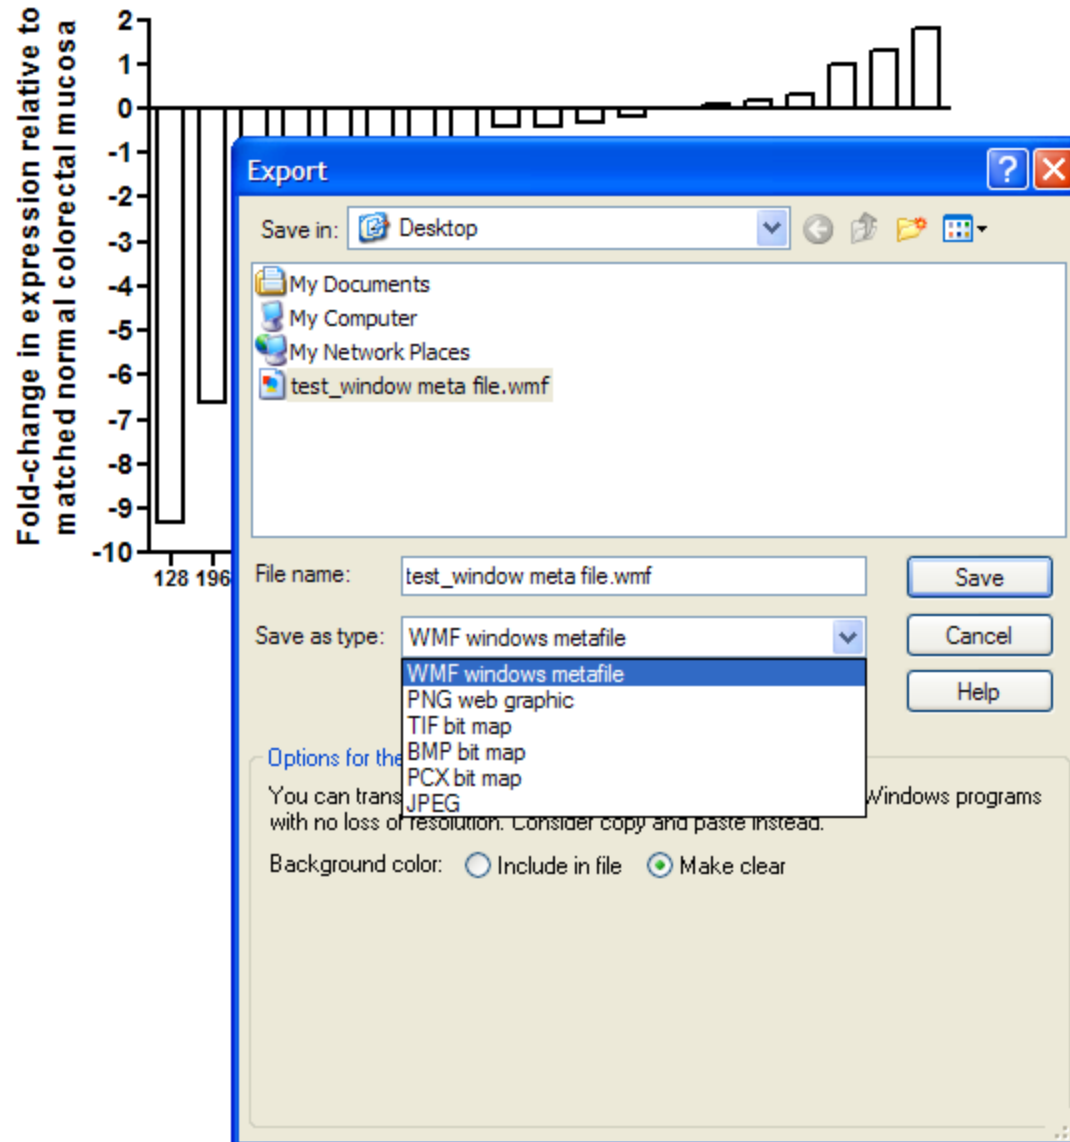 Fold-change in expression relative to
matched normal colorectal mucosa
2
1
0
-1
-2
-3
-4
-5
-6
-7
-8
-9
-10
128 196
Export
Save in: Desktop
My Documents
My Computer
My Network Places
test_window meta file.wmf
File name: test_window meta file.wmf Save
Save as type: WMF windows metafile Cancel
WMF windows metafile
PNG web graphic Help
TIF bit map
BMP bit map
PCX bit map
JPEG
Options for the
You can trans Windows programs
with no loss of resolution. Consider copy and paste instead.
Background color: Include in file Make clear